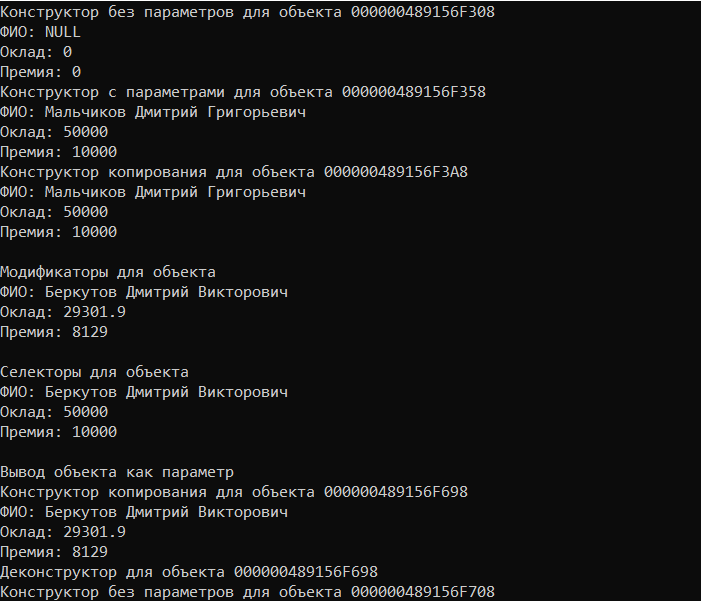 Конструктор без параметров для объекта 000000489156F308
ФИО: NULL
Оклад: 0
Премия: 0
Конструктор с параметрами для объекта 000000489156F358
ФИО: Мальчиков Дмитрий Григорьевич
Оклад: 50000
Премия: 10000
Конструктор копирования для объекта 000000489156F3A8
ФИО: Мальчиков Дмитрий Григорьевич
Оклад: 50000
Премия: 10000
Модификаторы для объекта
ФИО: Беркутов Дмитрий Викторович
Оклад: 29301.9
Премия: 8129
Селекторы для объекта
ФИО: Беркутов Дмитрий Викторович
Оклад: 50000
Премия: 10000
Вывод объекта как параметр
Конструктор копирования для объекта 000000489156F698
ФИО: Беркутов Дмитрий Викторович
Оклад: 29301.9
Премия: 8129
Деконструктор для объекта 000000489156F698
Конструктор без параметров для объекта 000000489156F708